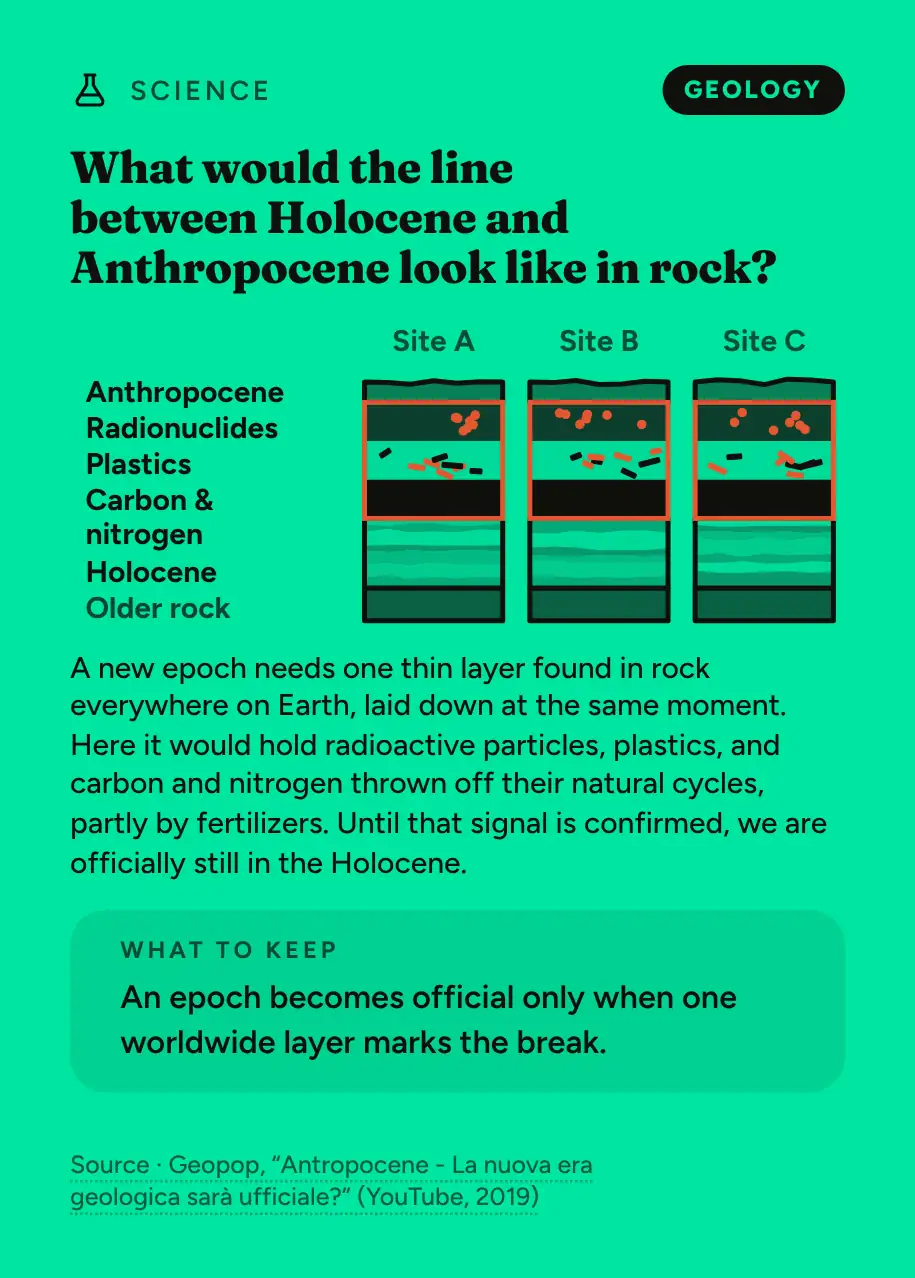 SCIENCE
GEOLOGY
What would the line
between Holocene and
Anthropocene look like in rock?
Site A
Site B
Site C
Anthropocene
Radionuclides
Plastics
Carbon &
nitrogen
Holocene
Older rock
A new epoch needs one thin layer found in rock
everywhere on Earth, laid down at the same moment.
Here it would hold radioactive particles, plastics, and
carbon and nitrogen thrown off their natural cycles,
partly by fertilizers. Until that signal is confirmed, we are
officially still in the Holocene.
WHAT TO KEEP
An epoch becomes official only when one
worldwide layer marks the break.
Source · Geopop, “Antropocene - La nuova era
geologica sarà ufficiale?” (YouTube, 2019)